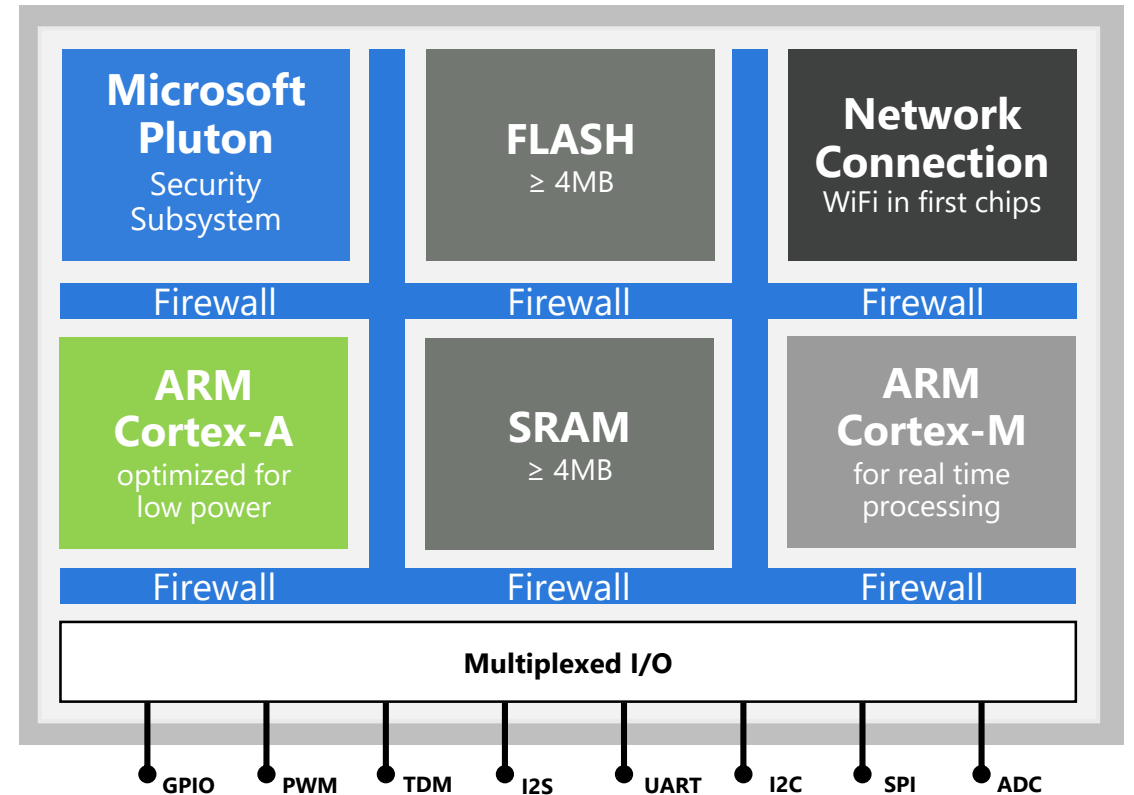 Microsoft
Pluton
Security
Subsystem
FLASH
≥ 4MB
Network
Connection
WiFi in first chips
Firewall
Firewall
Firewall
ARM
Cortex-A
optimized for
low power
SRAM
≥ 4MB
ARM
Cortex-M
for real time
processing
Firewall
Firewall
Firewall
Multiplexed I/O
GPIO
PWM
TDM
I2S
UART
I2C
SPI
ADC